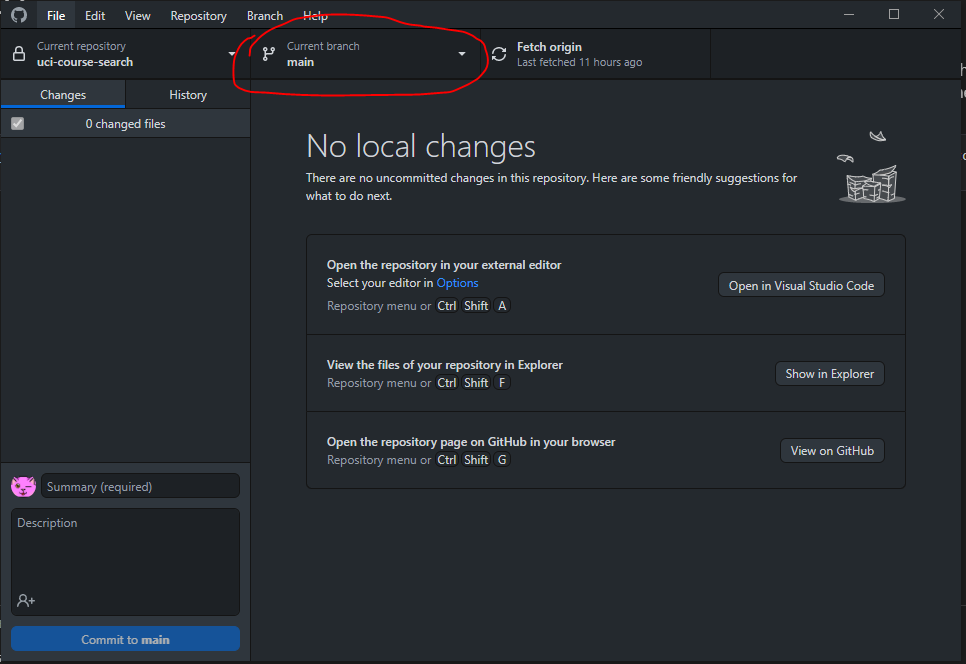 File Edit View Repository Branch Help
Current repository
uci-course-search
Current branch
main
Fetch origin
Last fetched 11 hours ago
Changes History
0 changed files
No local changes
There are no uncommitted changes in this repository. Here are some friendly suggestions for
what to do next.
Open the repository in your external editor
Select your editor in Options
Repository menu or Ctrl Shift A
Open in Visual Studio Code
View the files of your repository in Explorer
Repository menu or Ctrl Shift F
Show in Explorer
Open the repository page on GitHub in your browser
Repository menu or Ctrl Shift G
View on GitHub
Summary (required)
Description
Commit to main